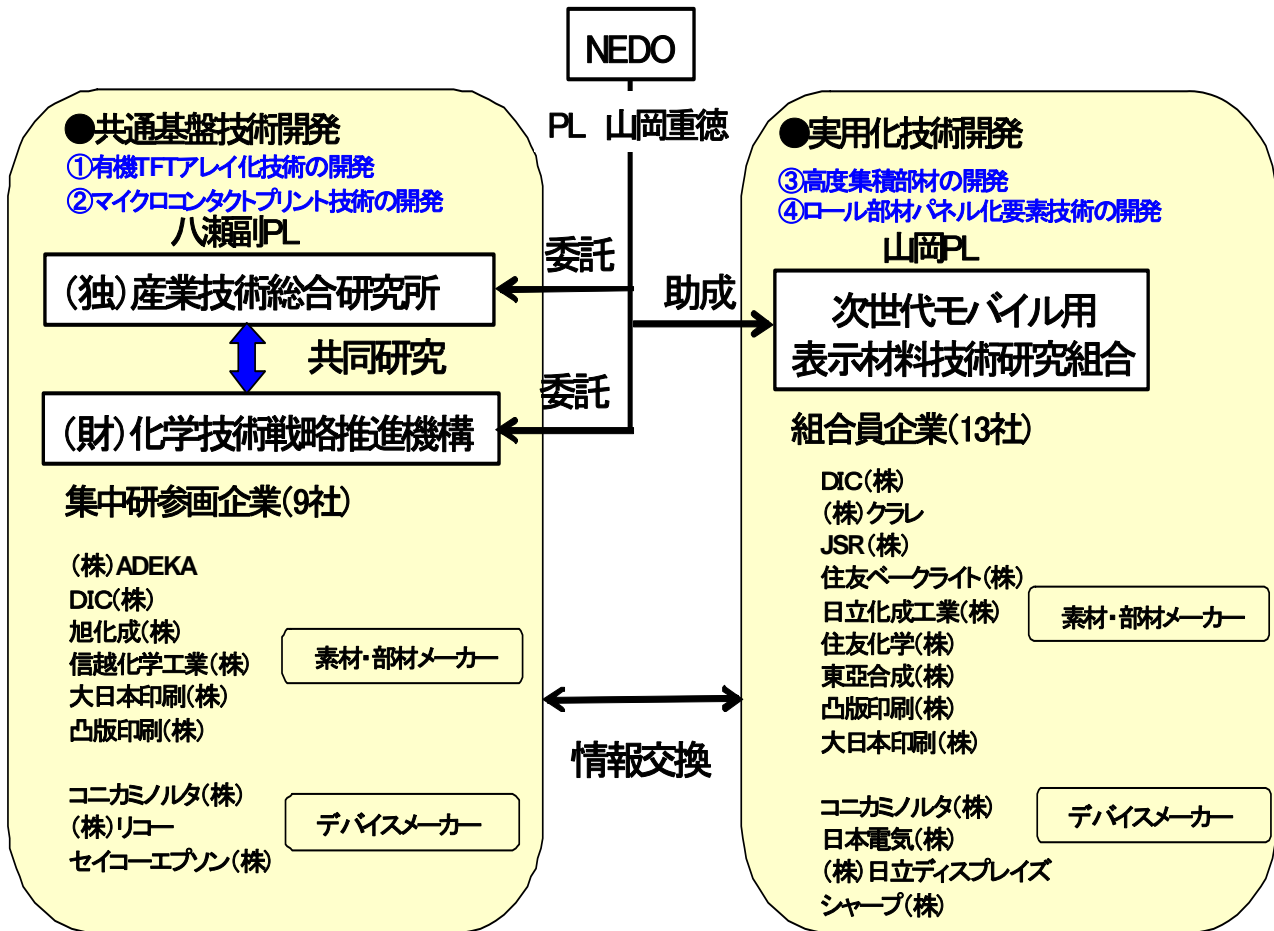 NEDO
PL 山岡重徳
●共通基盤技術開発
①有機TFTアレイ化技術の開発
②マイクロコンタクトプリント技術の開発
八瀬副PL
(独)産業技術総合研究所
共同研究
(財)化学技術戦略推進機構
集中研参画企業(9社)
(株)ADEKA
DIC(株)
旭化成(株)
信越化学工業(株)
大日本印刷(株)
凸版印刷(株)
素材・部材メーカー
コニカミノルタ(株)
(株)リコー
セイコーエプソン(株)
デバイスメーカー
委託
助成
委託
情報交換
●実用化技術開発
③高度集積部材の開発
④ロール部材パネル化要素技術の開発
山岡PL
次世代モバイル用
表示材料技術研究組合
組合員企業(13社)
DIC(株)
(株)クラレ
JSR(株)
住友ベークライト(株)
日立化成工業(株)
住友化学(株)
東亞合成(株)
凸版印刷(株)
大日本印刷(株)
素材・部材メーカー
コニカミノルタ(株)
日本電気(株)
(株)日立ディスプレイズ
シャープ(株)
デバイスメーカー